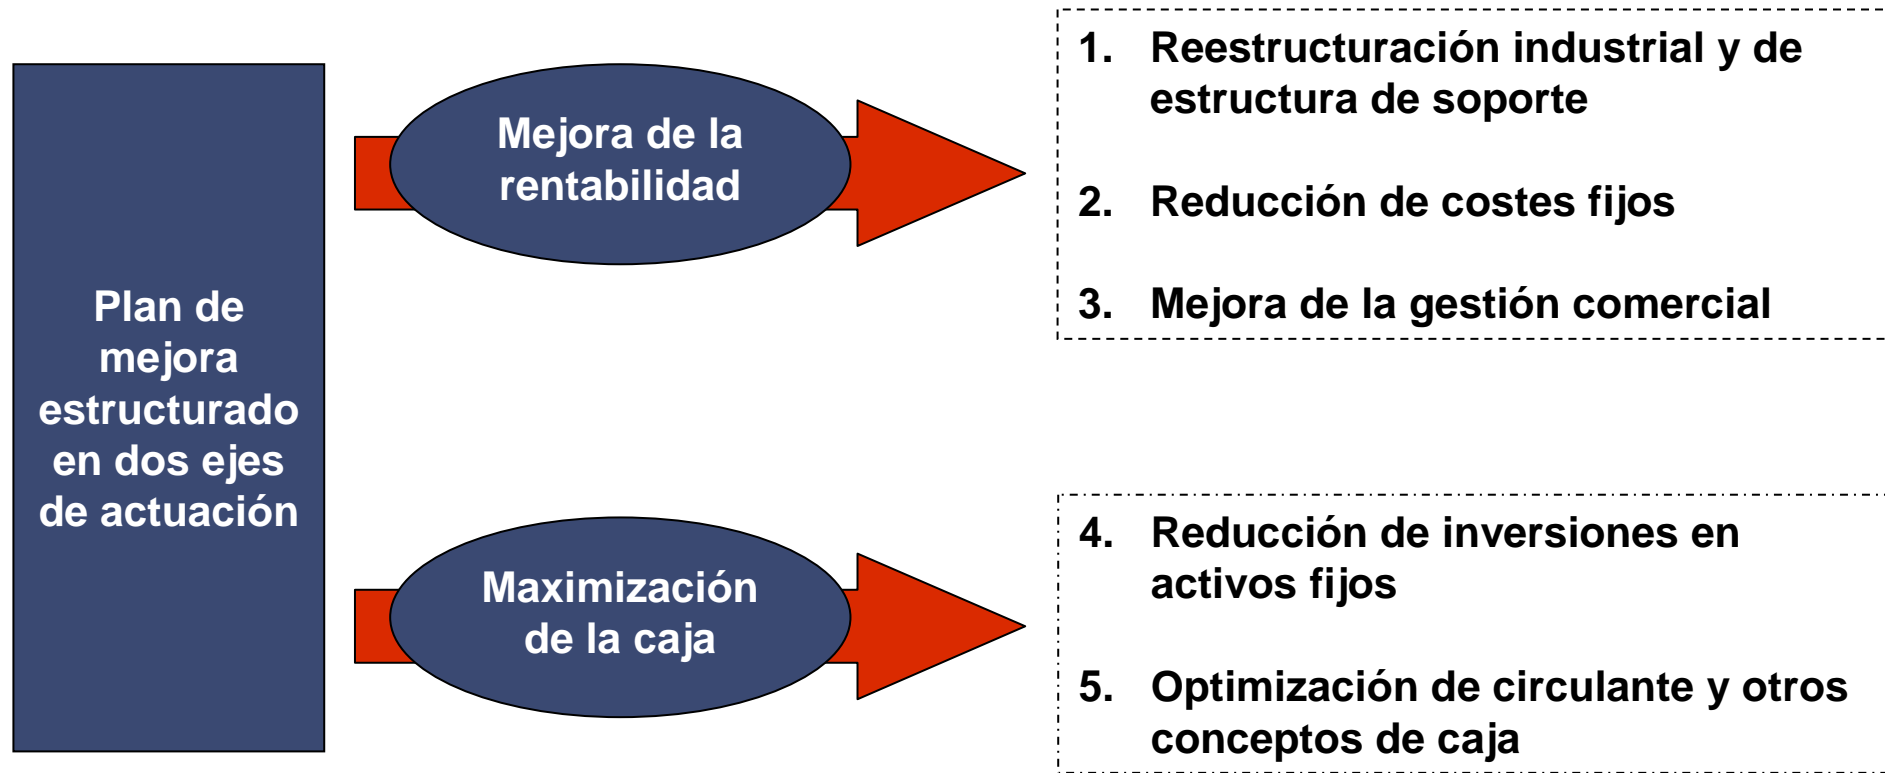 Plan de
mejora
estructurado
en dos ejes
de actuación
Mejora de la
rentabilidad
1. Reestructuración industrial y de
estructura de soporte
2. Reducción de costes fijos
3. Mejora de la gestión comercial
Maximización
de la caja
4. Reducción de inversiones en
activos fijos
5. Optimización de circulante y otros
conceptos de caja